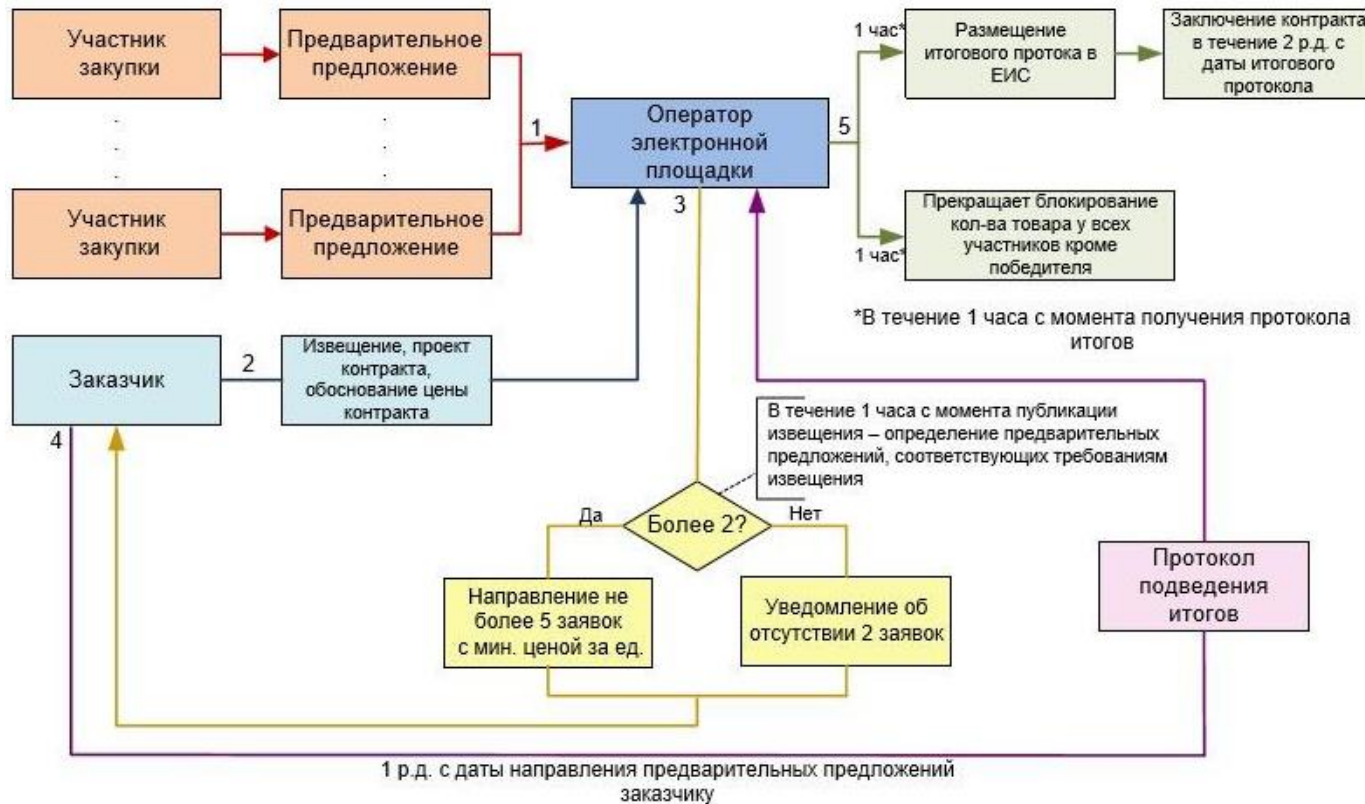 Участник
закупки
Предварительное
предложение
1
Оператор
электронной
площадки
5
1 час*
Размещение
итогового протока в
ЕИС
Заключение контракта
в течение 2 р.д. с
даты итогового
протокола
Участник
закупки
Предварительное
предложение
3
1 час*
Прекращает блокирование
кол-ва товара у всех
участников кроме
победителя
*В течение 1 часа с момента получения протокола
итогов
Заказчик
2
Извещение, проект
контракта,
обоснование цены
контракта
4
В течение 1 часа с момента публикации
извещения – определение предварительных
предложений, соответствующих требованиям
извещения
Да
Более 2?
Нет
Направление не
более 5 заявок
с мин. ценой за ед.
Уведомление об
отсутствии 2 заявок
Протокол
подведения
итогов
1 р.д. с даты направления предварительных предложений
заказчику